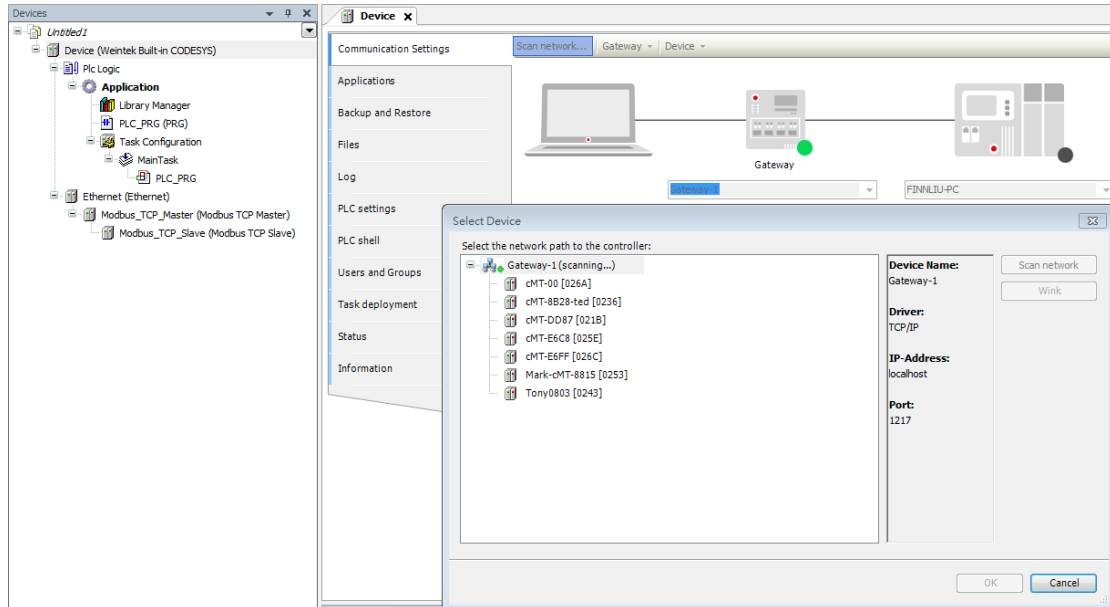 Devices
Untitled1
Device (Weintek Built-in CODESYS)
Plc Logic
Application
Library Manager
PLC_PRG (PRG)
Task Configuration
MainTask
PLC_PRG
Ethernet (Ethernet)
Modbus_TCP_Master (Modbus TCP Master)
Modbus_TCP_Slave (Modbus TCP Slave)
Device
Communication Settings
Applications
Backup and Restore
Files
Log
PLC settings
PLC shell
Users and Groups
Task deployment
Status
Information
Scan network... Gateway Device
Gateway
Gateway-1
FINNLIU-PC
Select Device
Select the network path to the controller:
Gateway-1 (scanning...)
cMT-00 [026A]
cMT-8B28-ted [0236]
cMT-DD87 [021B]
cMT-E6C8 [025E]
cMT-E6FF [026C]
Mark-cMT-8815 [0253]
Tony0803 [0243]
Device Name:
Gateway-1
Driver:
TCP/IP
IP-Address:
localhost
Port:
1217
Scan network
Wink
OK
Cancel